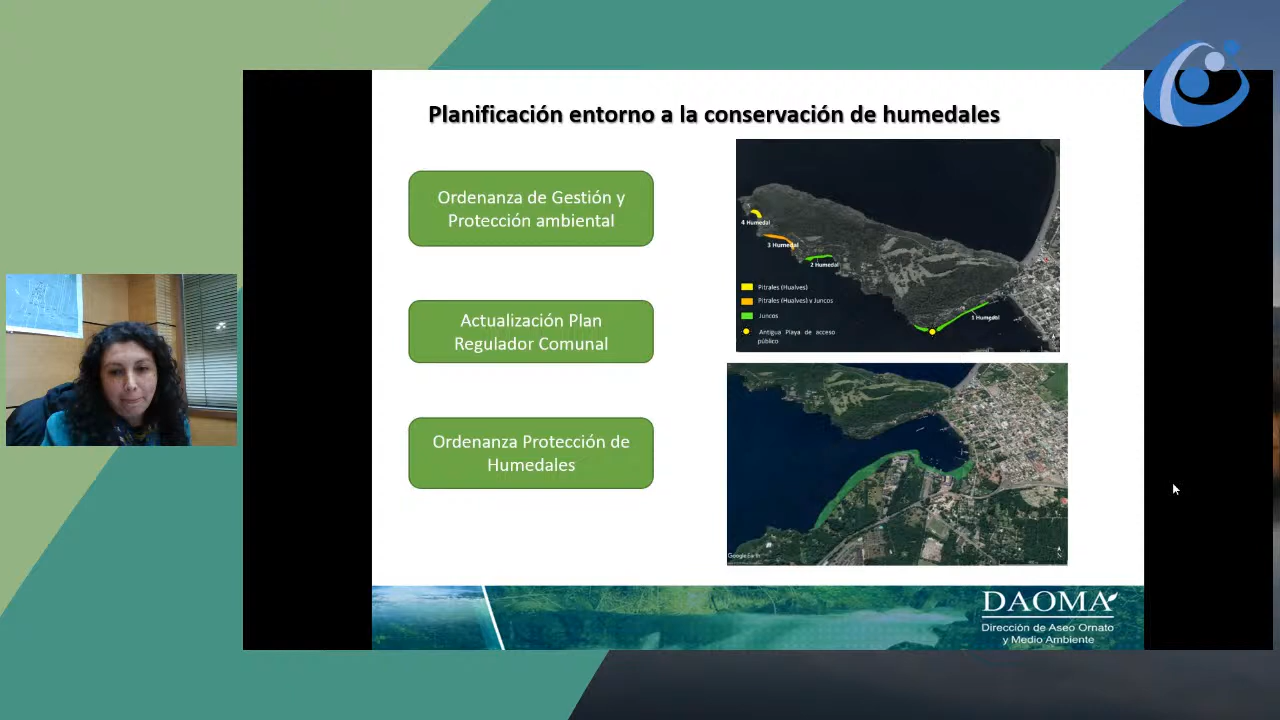 Planificación entorno a la conservación de humedales
Ordenanza de Gestión y
Protección ambiental
Actualización Plan
Regulador Comunal
Ordenanza Protección de
Humedales
4 Humedal
3 Humedal
2 Humedal
1 Humedal
Pitrales (Hualves)
Pitrales (Hualves) y Juncos
Juncos
Antigua Playa de acceso
público
Google Earth
N
DAOMA
Dirección de Aseo Ornato
y Medio Ambiente